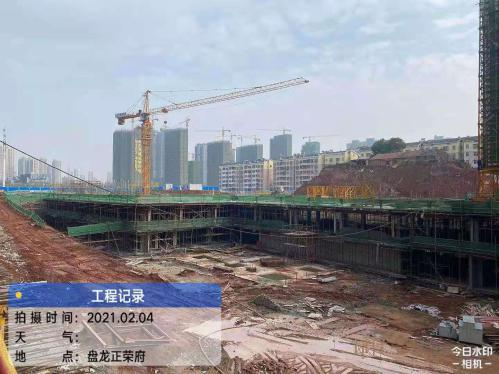 工程记录
拍摄时间：2021.02.04
天气：
地点：盘龙正荣府
今日水印
-相机-